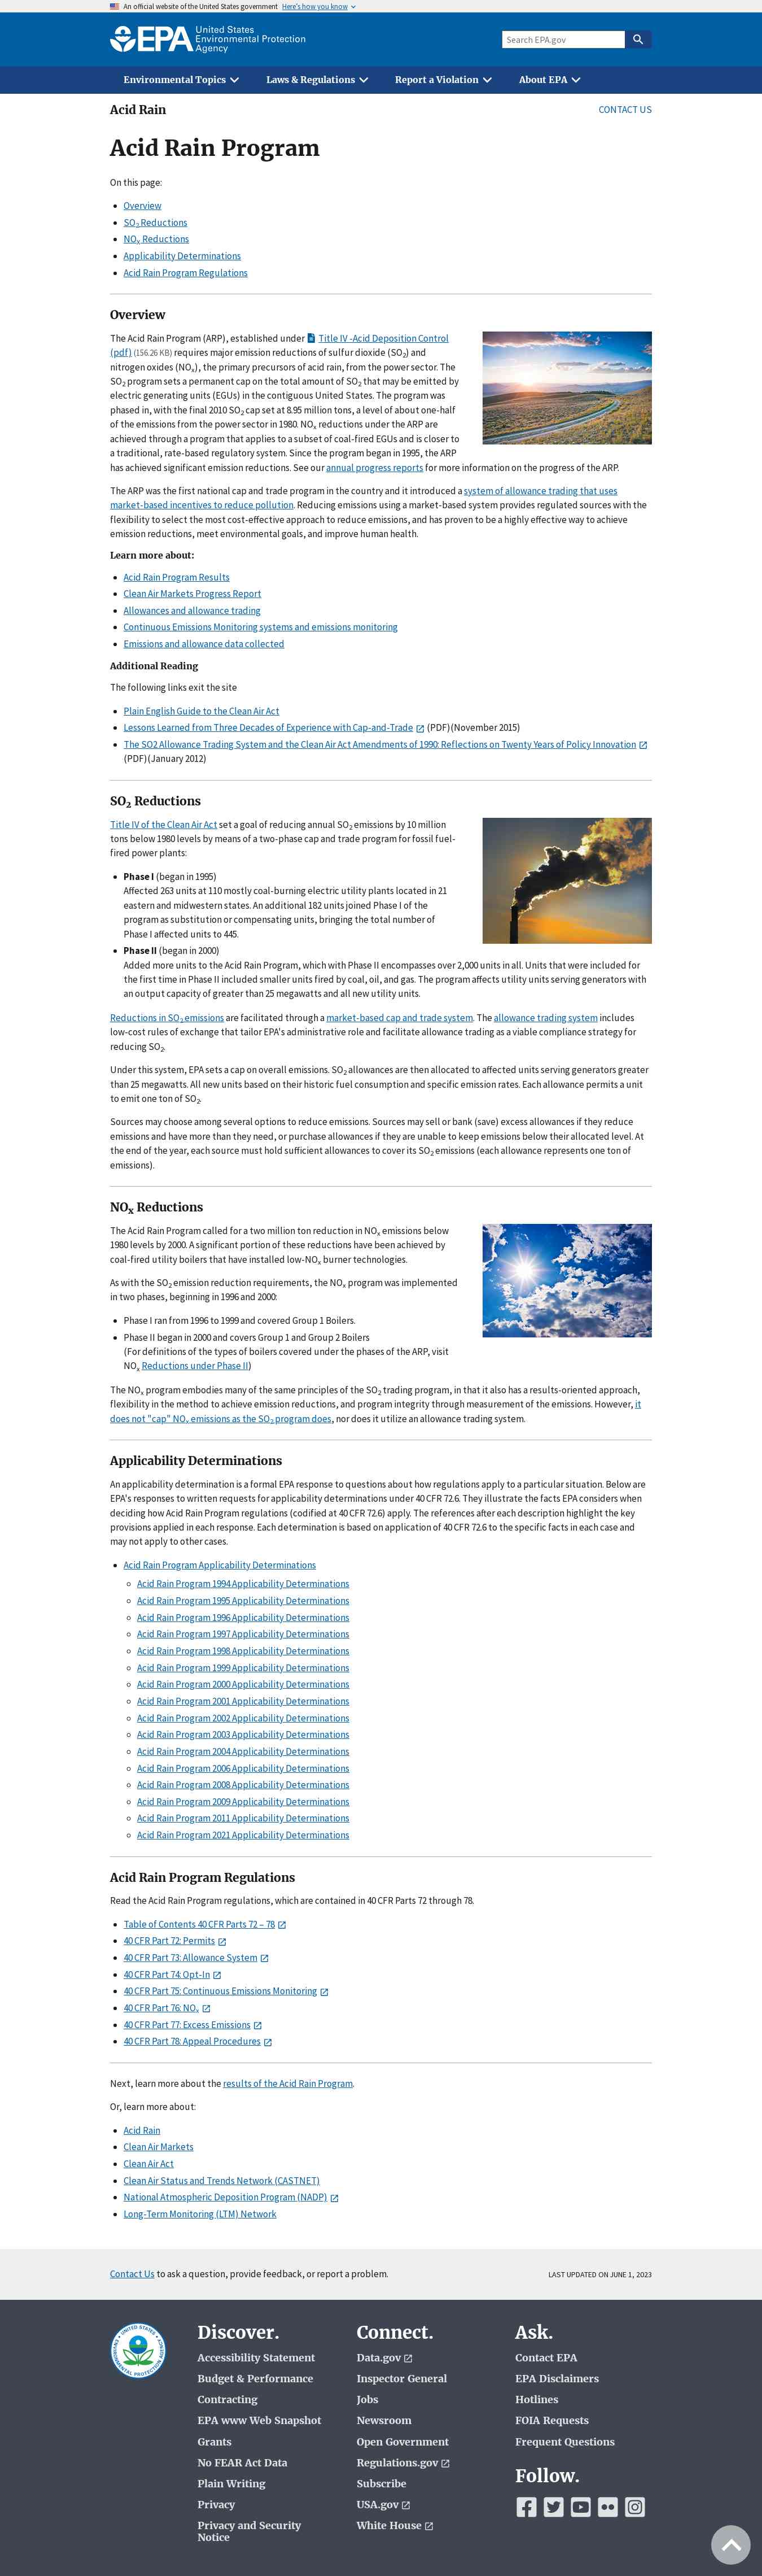 An official website of the United States government Here's how you know
EPA United States
Environmental Protection
Agency
Search EPA.gov
Environmental Topics Laws & Regulations Report a Violation About EPA
Acid Rain CONTACT US
Acid Rain Program
On this page:
Overview
SO2 Reductions
NOx Reductions
Applicability Determinations
Acid Rain Program Regulations
Overview
The Acid Rain Program (ARP), established under Title IV -Acid Deposition Control
(pdf) (156.26 KB) requires major emission reductions of sulfur dioxide (SO2) and
nitrogen oxides (NOx), the primary precursors of acid rain, from the power sector. The
SO2 program sets a permanent cap on the total amount of SO2 that may be emitted by
electric generating units (EGUs) in the contiguous United States. The program was
phased in, with the final 2010 SO2 cap set at 8.95 million tons, a level of about one-half
of the emissions from the power sector in 1980. NOx reductions under the ARP are
achieved through a program that applies to a subset of coal-fired EGUs and is closer to
a traditional, rate-based regulatory system. Since the program began in 1995, the ARP
has achieved significant emission reductions. See our annual progress reports for more information on the progress of the ARP.
The ARP was the first national cap and trade program in the country and it introduced a system of allowance trading that uses
market-based incentives to reduce pollution. Reducing emissions using a market-based system provides regulated sources with the
flexibility to select the most cost-effective approach to reduce emissions, and has proven to be a highly effective way to achieve
emission reductions, meet environmental goals, and improve human health.
Learn more about:
Acid Rain Program Results
Clean Air Markets Progress Report
Allowances and allowance trading
Continuous Emissions Monitoring systems and emissions monitoring
Emissions and allowance data collected
Additional Reading
The following links exit the site
Plain English Guide to the Clean Air Act
Lessons Learned from Three Decades of Experience with Cap-and-Trade (PDF)(November 2015)
The SO2 Allowance Trading System and the Clean Air Act Amendments of 1990: Reflections on Twenty Years of Policy Innovation
(PDF)(January 2012)
SO2 Reductions
Title IV of the Clean Air Act set a goal of reducing annual SO2 emissions by 10 million
tons below 1980 levels by means of a two-phase cap and trade program for fossil fuel-
fired power plants:
Phase I (began in 1995)
Affected 263 units at 110 mostly coal-burning electric utility plants located in 21
eastern and midwestern states. An additional 182 units joined Phase I of the
program as substitution or compensating units, bringing the total number of
Phase I affected units to 445.
Phase II (began in 2000)
Added more units to the Acid Rain Program, which with Phase II encompasses over 2,000 units in all. Units that were included for
the first time in Phase II included smaller units fired by coal, oil, and gas. The program affects utility units serving generators with
an output capacity of greater than 25 megawatts and all new utility units.
Reductions in SO2 emissions are facilitated through a market-based cap and trade system. The allowance trading system includes
low-cost rules of exchange that tailor EPA's administrative role and facilitate allowance trading as a viable compliance strategy for
reducing SO2.
Under this system, EPA sets a cap on overall emissions. SO2 allowances are then allocated to affected units serving generators greater
than 25 megawatts. All new units based on their historic fuel consumption and specific emission rates. Each allowance permits a unit
to emit one ton of SO2.
Sources may choose among several options to reduce emissions. Sources may sell or bank (save) excess allowances if they reduce
emissions and have more than they need, or purchase allowances if they are unable to keep emissions below their allocated level. At
the end of the year, each source must hold sufficient allowances to cover its SO2 emissions (each allowance represents one ton of
emissions).
NOx Reductions
The Acid Rain Program called for a two million ton reduction in NOx emissions below
1980 levels by 2000. A significant portion of these reductions have been achieved by
coal-fired utility boilers that have installed low-NOx burner technologies.
As with the SO2 emission reduction requirements, the NOx program was implemented
in two phases, beginning in 1996 and 2000:
Phase I ran from 1996 to 1999 and covered Group 1 Boilers.
Phase II began in 2000 and covers Group 1 and Group 2 Boilers
(For definitions of the types of boilers covered under the phases of the ARP, visit
NOx Reductions under Phase II)
The NOx program embodies many of the same principles of the SO2 trading program, in that it also has a results-oriented approach,
flexibility in the method to achieve emission reductions, and program integrity through measurement of the emissions. However, it
does not "cap" NOx emissions as the SO2 program does, nor does it utilize an allowance trading system.
Applicability Determinations
An applicability determination is a formal EPA response to questions about how regulations apply to a particular situation. Below are
EPA's responses to written requests for applicability determinations under 40 CFR 72.6. They illustrate the facts EPA considers when
deciding how Acid Rain Program regulations (codified at 40 CFR 72.6) apply. The references after each description highlight the key
provisions applied in each response. Each determination is based on application of 40 CFR 72.6 to the specific facts in each case and
may not apply to other cases.
Acid Rain Program Applicability Determinations
Acid Rain Program 1994 Applicability Determinations
Acid Rain Program 1995 Applicability Determinations
Acid Rain Program 1996 Applicability Determinations
Acid Rain Program 1997 Applicability Determinations
Acid Rain Program 1998 Applicability Determinations
Acid Rain Program 1999 Applicability Determinations
Acid Rain Program 2000 Applicability Determinations
Acid Rain Program 2001 Applicability Determinations
Acid Rain Program 2002 Applicability Determinations
Acid Rain Program 2003 Applicability Determinations
Acid Rain Program 2004 Applicability Determinations
Acid Rain Program 2006 Applicability Determinations
Acid Rain Program 2008 Applicability Determinations
Acid Rain Program 2009 Applicability Determinations
Acid Rain Program 2011 Applicability Determinations
Acid Rain Program 2021 Applicability Determinations
Acid Rain Program Regulations
Read the Acid Rain Program regulations, which are contained in 40 CFR Parts 72 through 78.
Table of Contents 40 CFR Parts 72 – 78
40 CFR Part 72: Permits
40 CFR Part 73: Allowance System
40 CFR Part 74: Opt-In
40 CFR Part 75: Continuous Emissions Monitoring
40 CFR Part 76: NOx
40 CFR Part 77: Excess Emissions
40 CFR Part 78: Appeal Procedures
Next, learn more about the results of the Acid Rain Program.
Or, learn more about:
Acid Rain
Clean Air Markets
Clean Air Act
Clean Air Status and Trends Network (CASTNET)
National Atmospheric Deposition Program (NADP)
Long-Term Monitoring (LTM) Network
Contact Us to ask a question, provide feedback, or report a problem. LAST UPDATED ON JUNE 1, 2023
UNITED STATES
ENVIRONMENTAL PROTECTION AGENCY
Discover.
Accessibility Statement
Budget & Performance
Contracting
EPA www Web Snapshot
Grants
No FEAR Act Data
Plain Writing
Privacy
Privacy and Security
Notice
Connect.
Data.gov
Inspector General
Jobs
Newsroom
Open Government
Regulations.gov
Subscribe
USA.gov
White House
Ask.
Contact EPA
EPA Disclaimers
Hotlines
FOIA Requests
Frequent Questions
Follow.